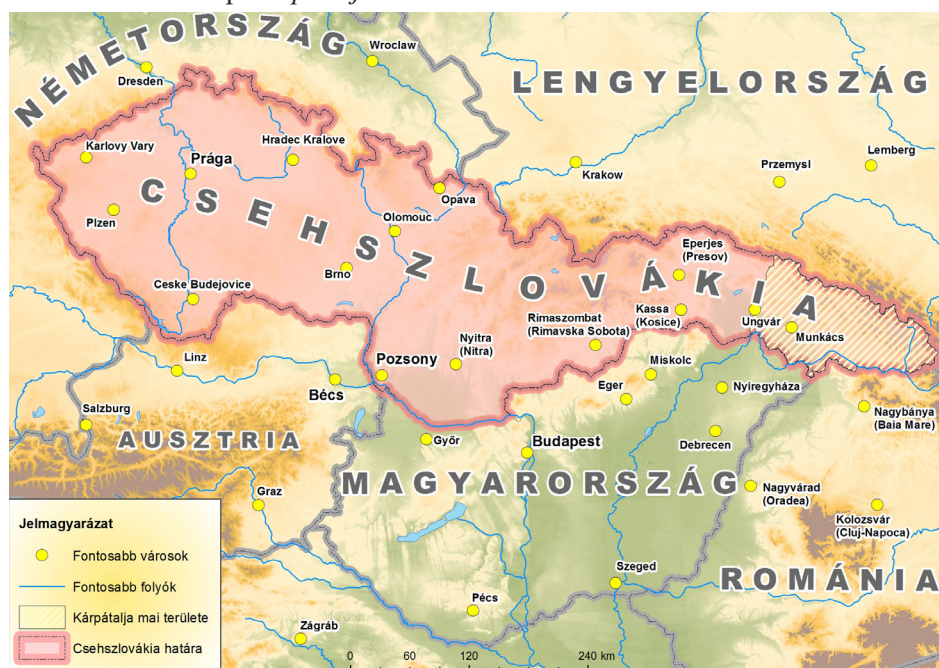 NÉMETORSZÁG
Wroclaw
Dresden
LENGYELORSZÁG
Karlovy Vary
Prága
Hradec Kralove
Krakow
Przemysl
Lemberg
Opava
CSEHSZLOVÁKIA
Plzen
Olomouc
Brno
Eperjes
(Presov)
Ceske Budejovice
Kassa
(Kosice)
Ungvár
Rimaszombat
(Rimavska Sobota)
Munkács
Nyitra
(Nitra)
Linz
Pozsony
Miskolc
Bécs
Eger
Nyíregyháza
Salzburg
Nagybánya
(Baia Mare)
AUSZTRIA
Győr
Budapest
Debrecen
MAGYARORSZÁG
Graz
Nagyvárad
(Oradea)
Kolozsvár
(Cluj-Napoca)
Jelmagyarázat
Fontosabb városok
Fontosabb folyók
Kárpátalja mai területe
Csehszlovákia határa
Szeged
ROMÁNIA
Pécs
Zágráb
0 60 120 240 km